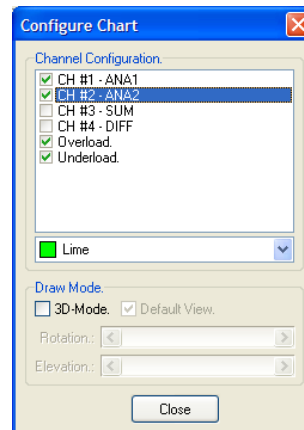 Configure Chart
Channel Configuration.
CH #1 - ANA1
CH #2 - ANA2
CH #3 - SUM
CH #4 - DIFF
Overload.
Underload.
Lime
Draw Mode.
3D-Mode. Default View.
Rotation.:
Elevation.:
Close